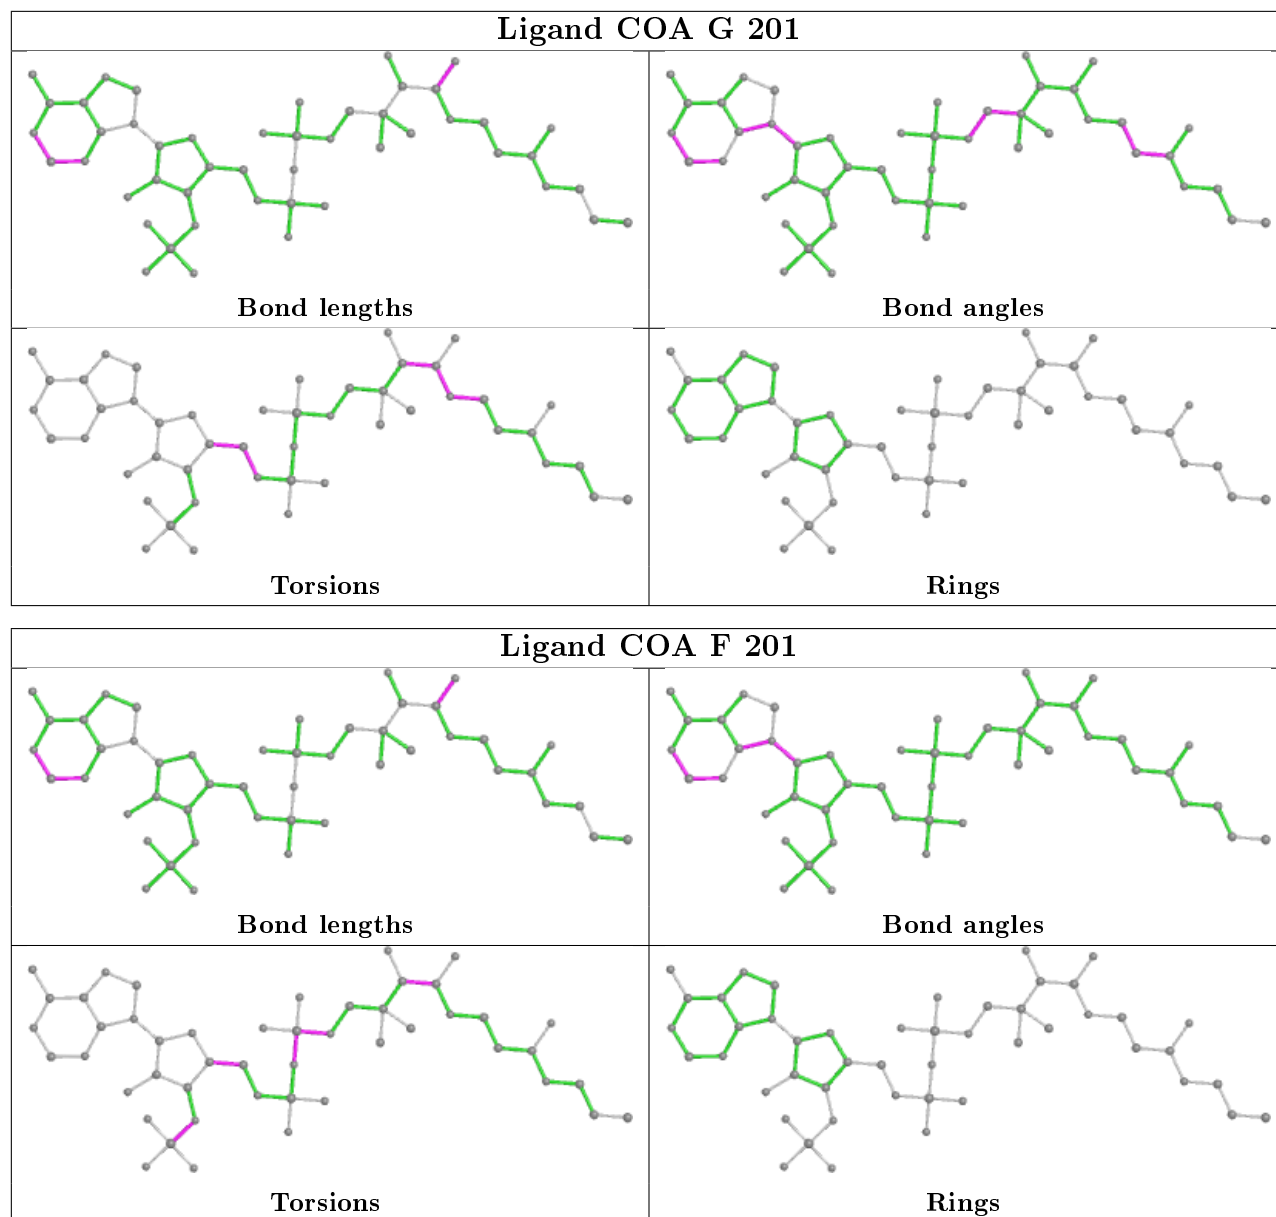 Ligand COA G 201
Bond lengths
Bond angles
Torsions
Rings
Ligand COA F 201
Bond lengths
Bond angles
Torsions
Rings